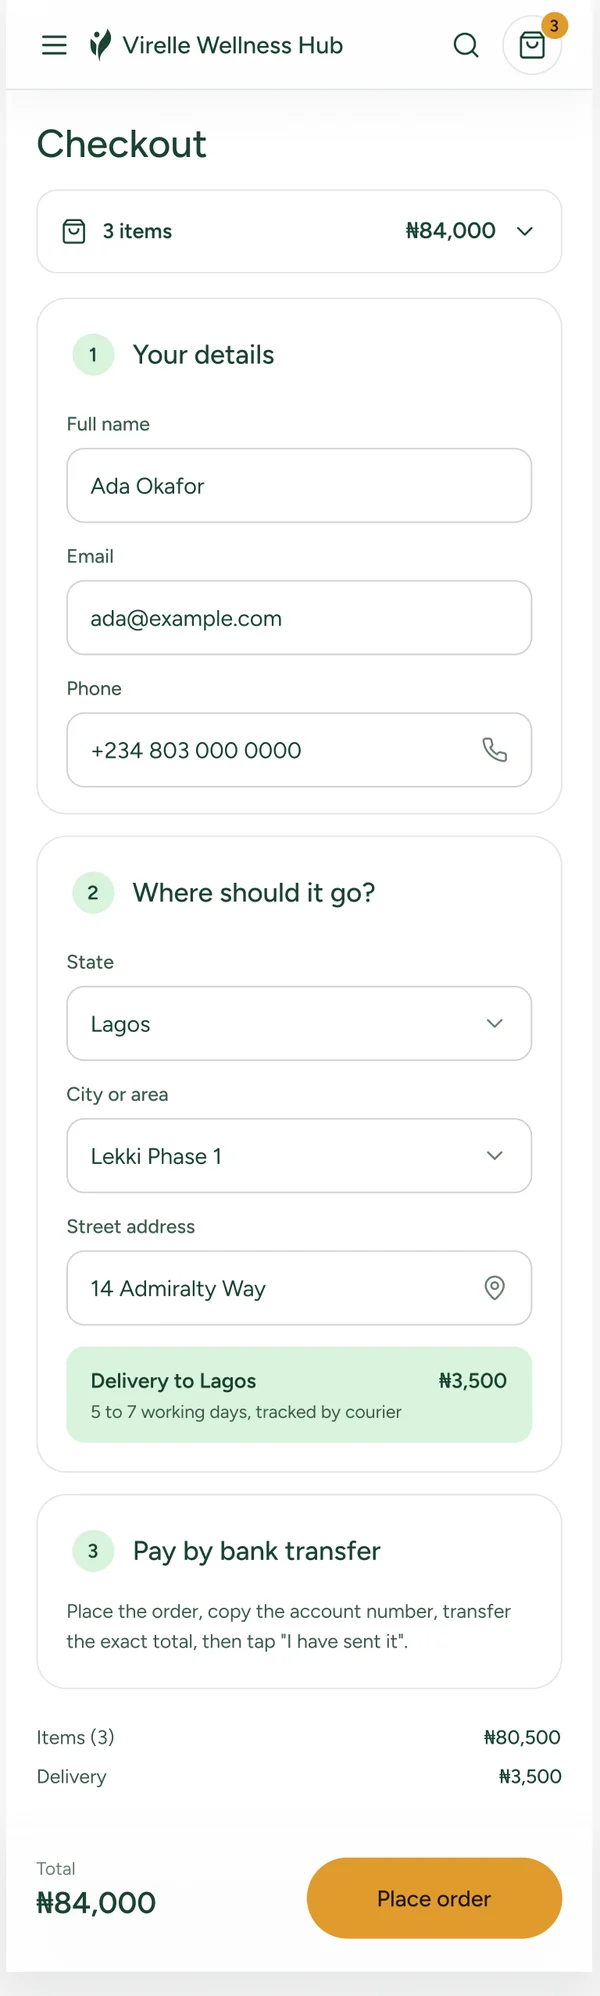 Virelle Wellness Hub
3
Checkout
3 items ₦84,000
1 Your details
Full name
Ada Okafor
Email
ada@example.com
Phone
+234 803 000 0000
2 Where should it go?
State
Lagos
City or area
Lekki Phase 1
Street address
14 Admiralty Way
Delivery to Lagos ₦3,500
5 to 7 working days, tracked by courier
3 Pay by bank transfer
Place the order, copy the account number, transfer
the exact total, then tap "I have sent it".
Items (3) ₦80,500
Delivery ₦3,500
Total
₦84,000
Place order